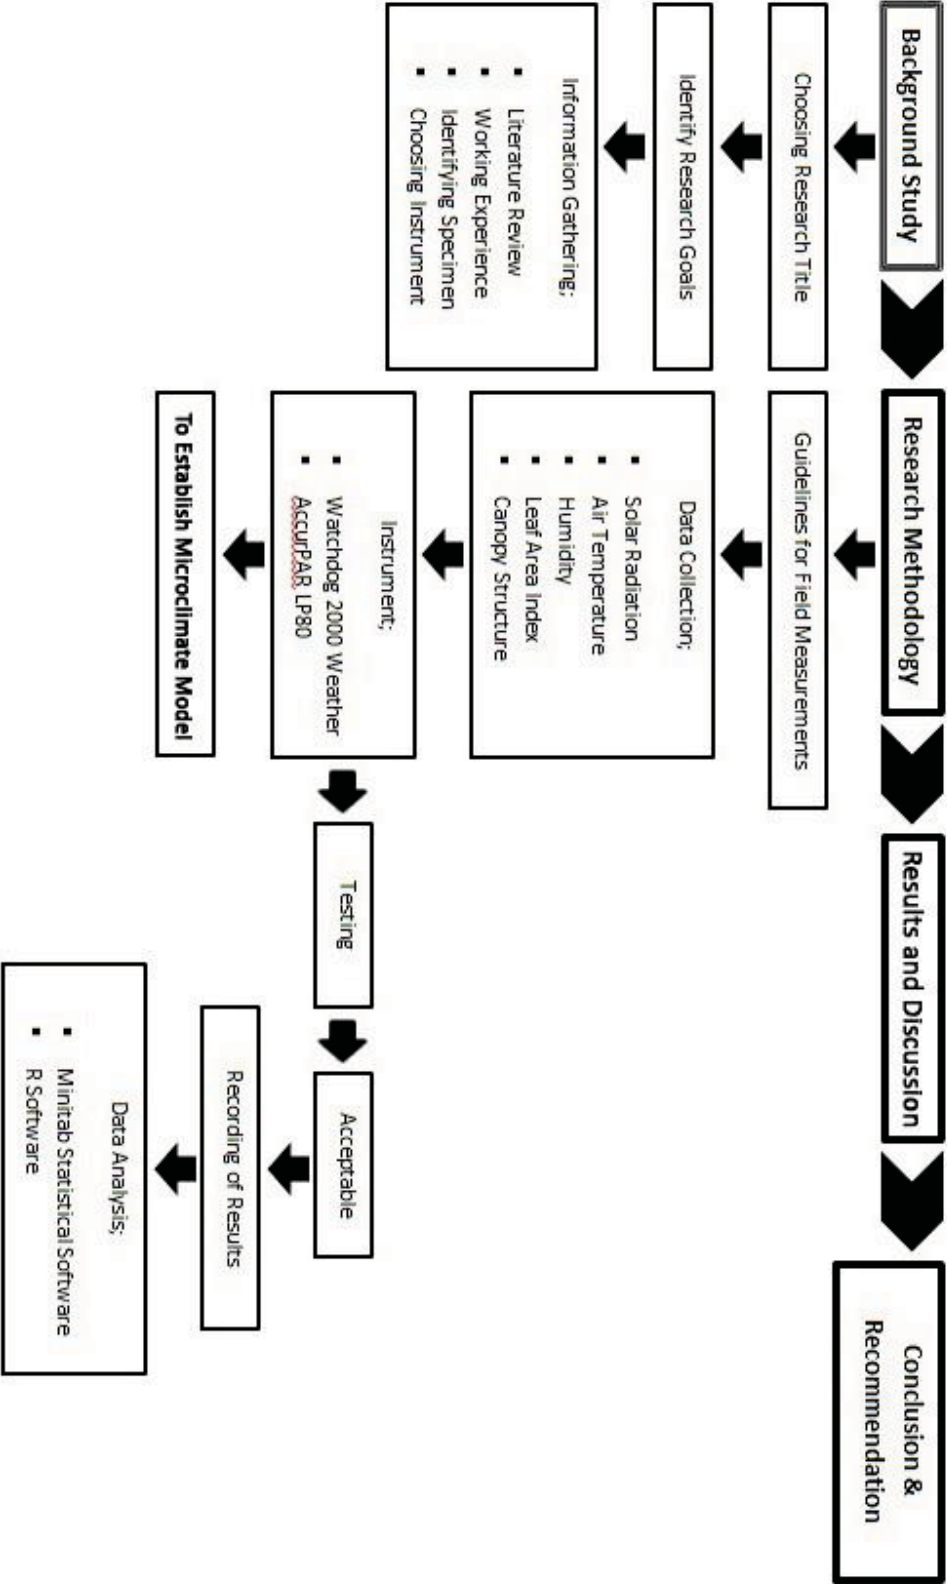 Background Study
Choosing Research Title
Identify Research Goals
Information Gathering;
▪ Literature Review
▪ Working Experience
▪ Identifying Specimen
▪ Choosing Instrument
Research Methodology
Guidelines for Field Measurements
Data Collection;
▪ Solar Radiation
▪ Air Temperature
▪ Humidity
▪ Leaf Area Index
▪ Canopy Structure
Instrument;
▪ Watchdog 2000 Weather
▪ AccurPAR LP80
To Establish Microclimate Model
Results and Discussion
Testing
Acceptable
Recording of Results
Data Analysis;
▪ Minitab Statistical Software
▪ R Software
Conclusion &
Recommendation